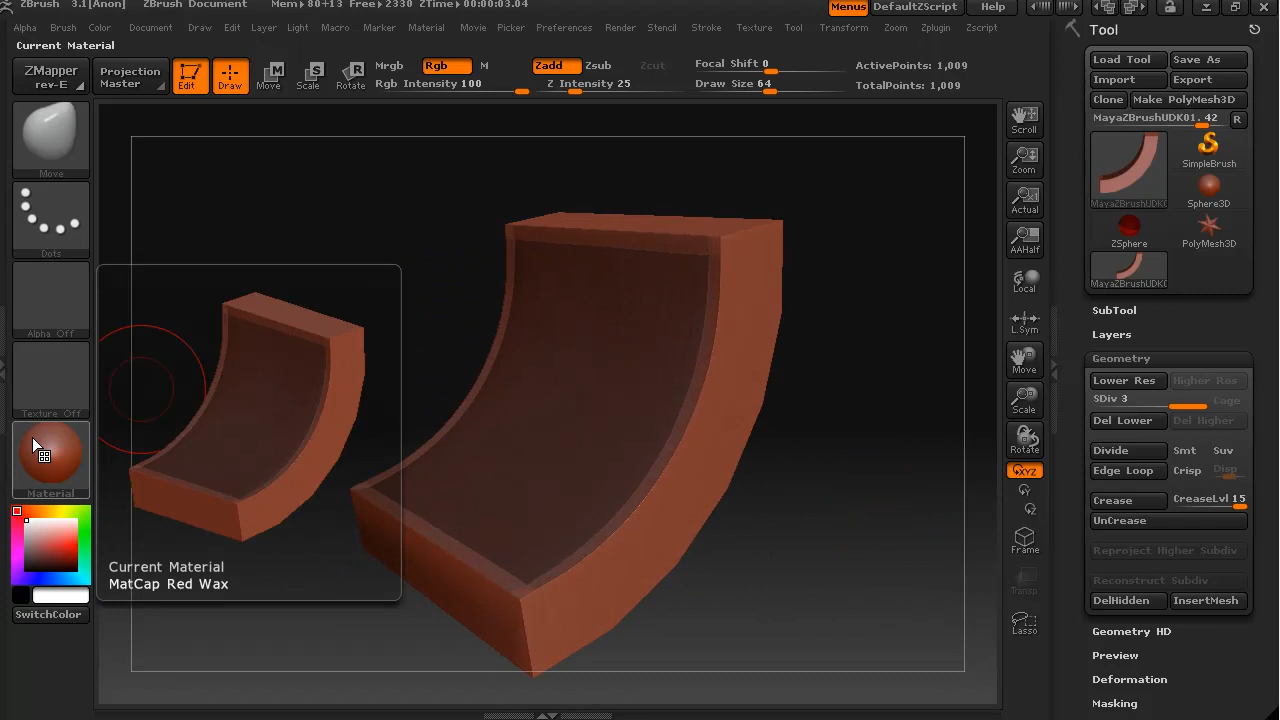 ZBrush 3.1[Anon] ZBrush Document Mem▸80+13 Free▸2330 ZTime▸00:00:03.04 Menus DefaultZScript Help
Alpha Brush Color Document Draw Edit Layer Light Macro Marker Material Movie Picker Preferences Render Stencil Stroke Texture Tool Transform Zoom Zplugin Zscript
Current Material
ZMapper
rev-E
Projection
Master
Edit
Draw
Move
Scale
Rotate
Mrgb Rgb M
Rgb Intensity 100
Zadd Zsub Zcut
Z Intensity 25
Focal Shift 0
Draw Size 64
ActivePoints: 1,009
TotalPoints: 1,009
Move
Dots
Alpha Off
Texture Off
Material
SwitchColor
Current Material
MatCap Red Wax
Scroll
Zoom
Actual
AAHalf
Local
L.Sym
Move
Scale
Rotate
XYZ
Frame
Transp
Lasso
Tool
Load Tool Save As
Import Export
Clone Make PolyMesh3D
MayaZBrushUDK01. 42 R
SimpleBrush
MayaZBrushUDK0 Sphere3D
ZSphere PolyMesh3D
MayaZBrushUDK0
SubTool
Layers
Geometry
Lower Res Higher Res
SDiv 3 Cage
Del Lower Del Higher
Divide Smt Suv
Edge Loop Crisp Disp
Crease CreaseLvl 15
UnCrease
Reproject Higher Subdiv
Reconstruct Subdiv
DelHidden InsertMesh
Geometry HD
Preview
Deformation
Masking